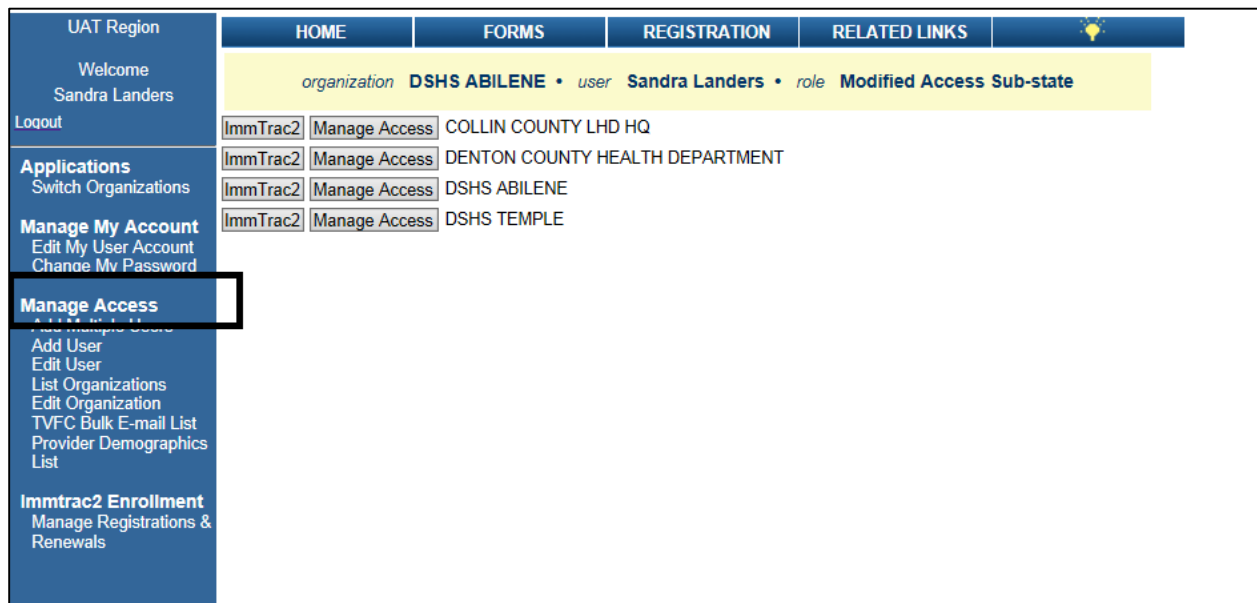 UAT Region
Welcome
Sandra Landers
Logout
Applications
Switch Organizations
Manage My Account
Edit My User Account
Change My Password
Manage Access
Add Multiple Users
Add User
Edit User
List Organizations
Edit Organization
TVFC Bulk E-mail List
Provider Demographics
List
Immtrac2 Enrollment
Manage Registrations &
Renewals
HOME FORMS REGISTRATION RELATED LINKS
organization DSHS ABILENE • user Sandra Landers • role Modified Access Sub-state
ImmTrac2 Manage Access COLLIN COUNTY LHD HQ
ImmTrac2 Manage Access DENTON COUNTY HEALTH DEPARTMENT
ImmTrac2 Manage Access DSHS ABILENE
ImmTrac2 Manage Access DSHS TEMPLE